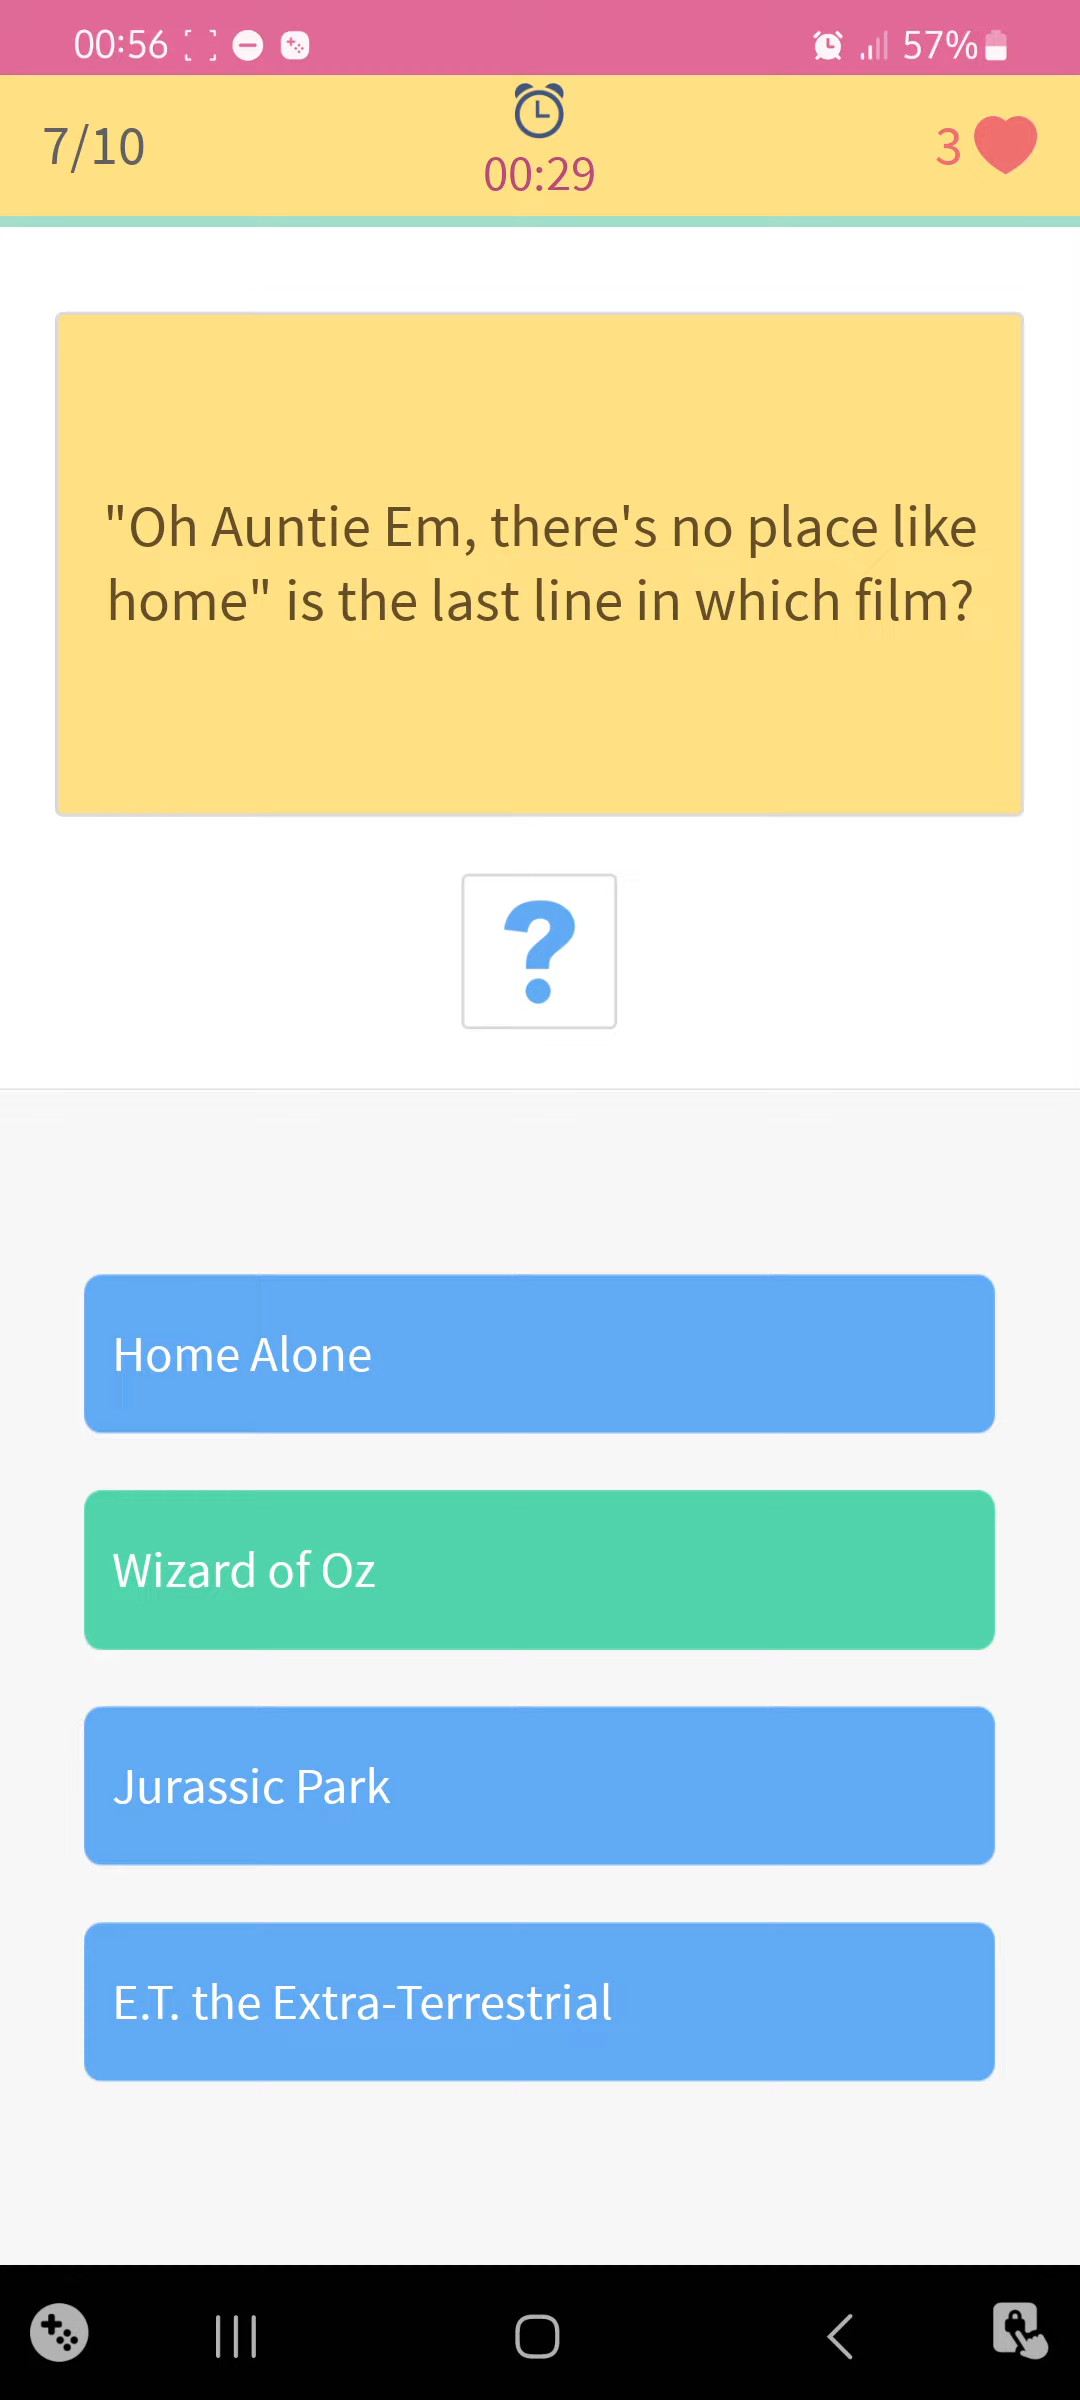 00:56
57%
7/10
00:29
3
"Oh Auntie Em, there's no place like
home" is the last line in which film?
Home Alone
Wizard of Oz
Jurassic Park
E.T. the Extra-Terrestrial